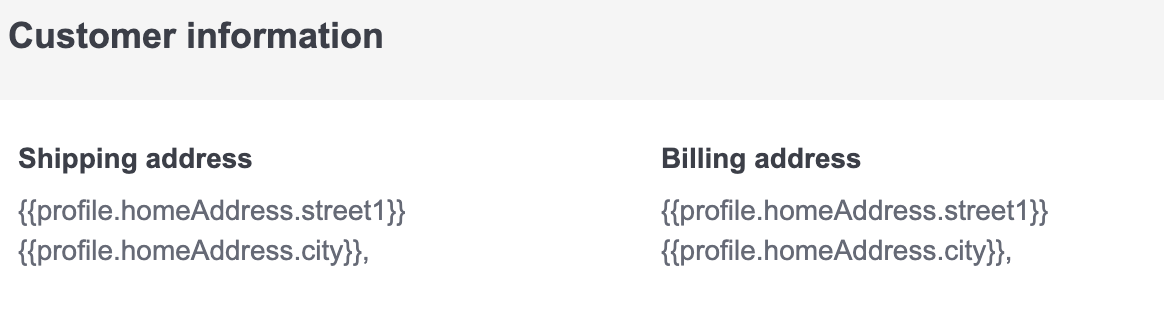 Customer information
Shipping address
{{profile.homeAddress.street1}}
{{profile.homeAddress.city}},
Billing address
{{profile.homeAddress.street1}}
{{profile.homeAddress.city}},